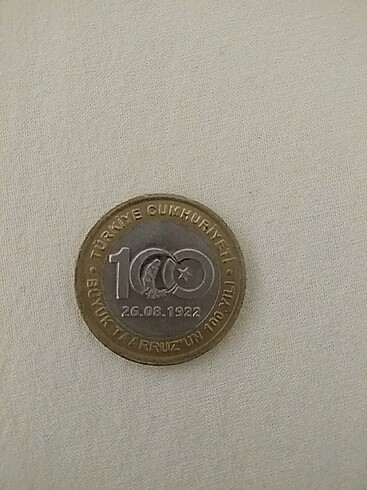 TÜRKİYE CUMHURİYETİ
100
26.08.1922
BÜYÜK TAARRUZ'UN 100.YILI